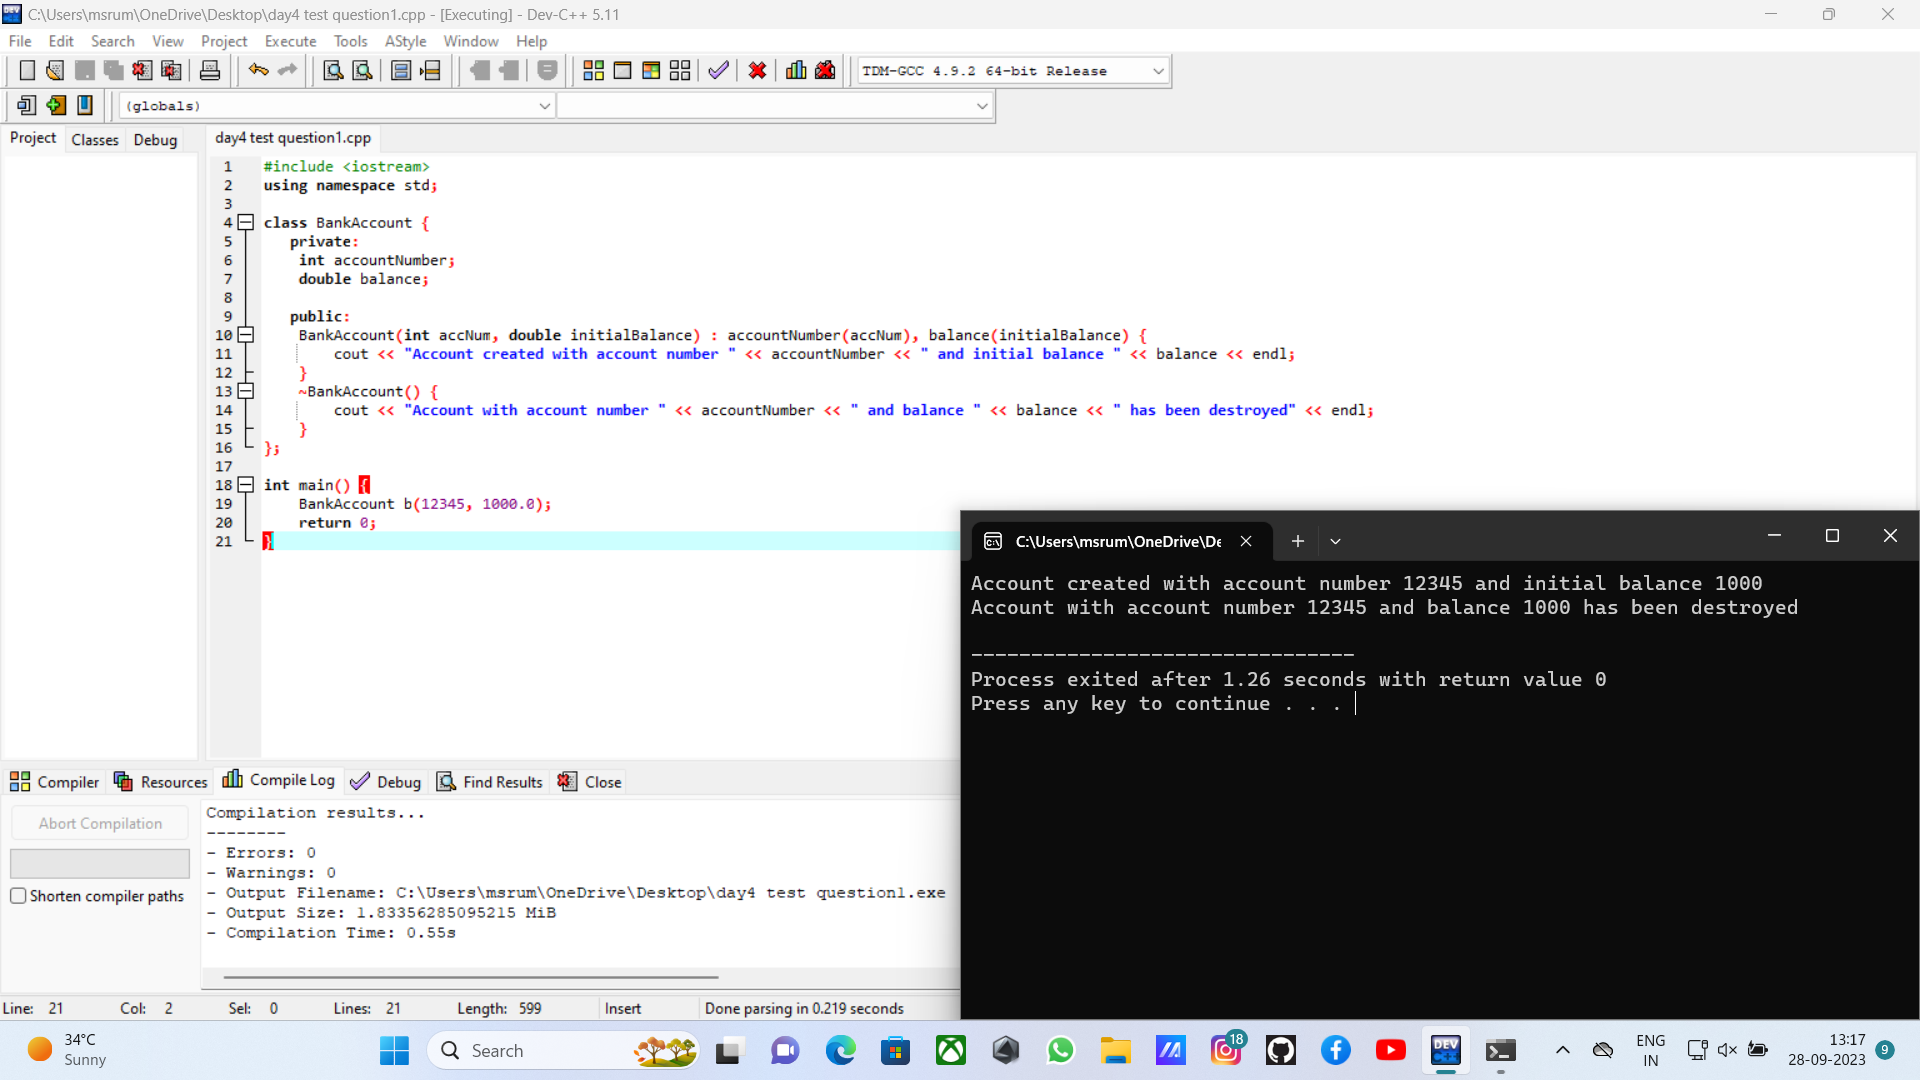 C:\Users\msrum\OneDrive\Desktop\day4 test question1.cpp - [Executing] - Dev-C++ 5.11
File Edit Search View Project Execute Tools AStyle Window Help
TDM-GCC 4.9.2 64-bit Release
(globals)
Project Classes Debug
day4 test question1.cpp
1 #include <iostream>
2 using namespace std;
3
4 class BankAccount {
5 private:
6 int accountNumber;
7 double balance;
8
9 public:
10 BankAccount(int accNum, double initialBalance) : accountNumber(accNum), balance(initialBalance) {
11 cout << "Account created with account number " << accountNumber << " and initial balance " << balance << endl;
12 }
13 ~BankAccount() {
14 cout << "Account with account number " << accountNumber << " and balance " << balance << " has been destroyed" << endl;
15 }
16 };
17
18 int main() {
19 BankAccount b(12345, 1000.0);
20 return 0;
21 }
C:\Users\msrum\OneDrive\De
Account created with account number 12345 and initial balance 1000
Account with account number 12345 and balance 1000 has been destroyed
--------------------------------
Process exited after 1.26 seconds with return value 0
Press any key to continue . . .
Compiler Resources Compile Log Debug Find Results Close
Abort Compilation
Shorten compiler paths
Compilation results...
--------
- Errors: 0
- Warnings: 0
- Output Filename: C:\Users\msrum\OneDrive\Desktop\day4 test question1.exe
- Output Size: 1.83356285095215 MiB
- Compilation Time: 0.55s
Line: 21 Col: 2 Sel: 0 Lines: 21 Length: 599 Insert Done parsing in 0.219 seconds
34°C
Sunny
Search
18
DEV
C++
ENG
IN
13:17
28-09-2023
9